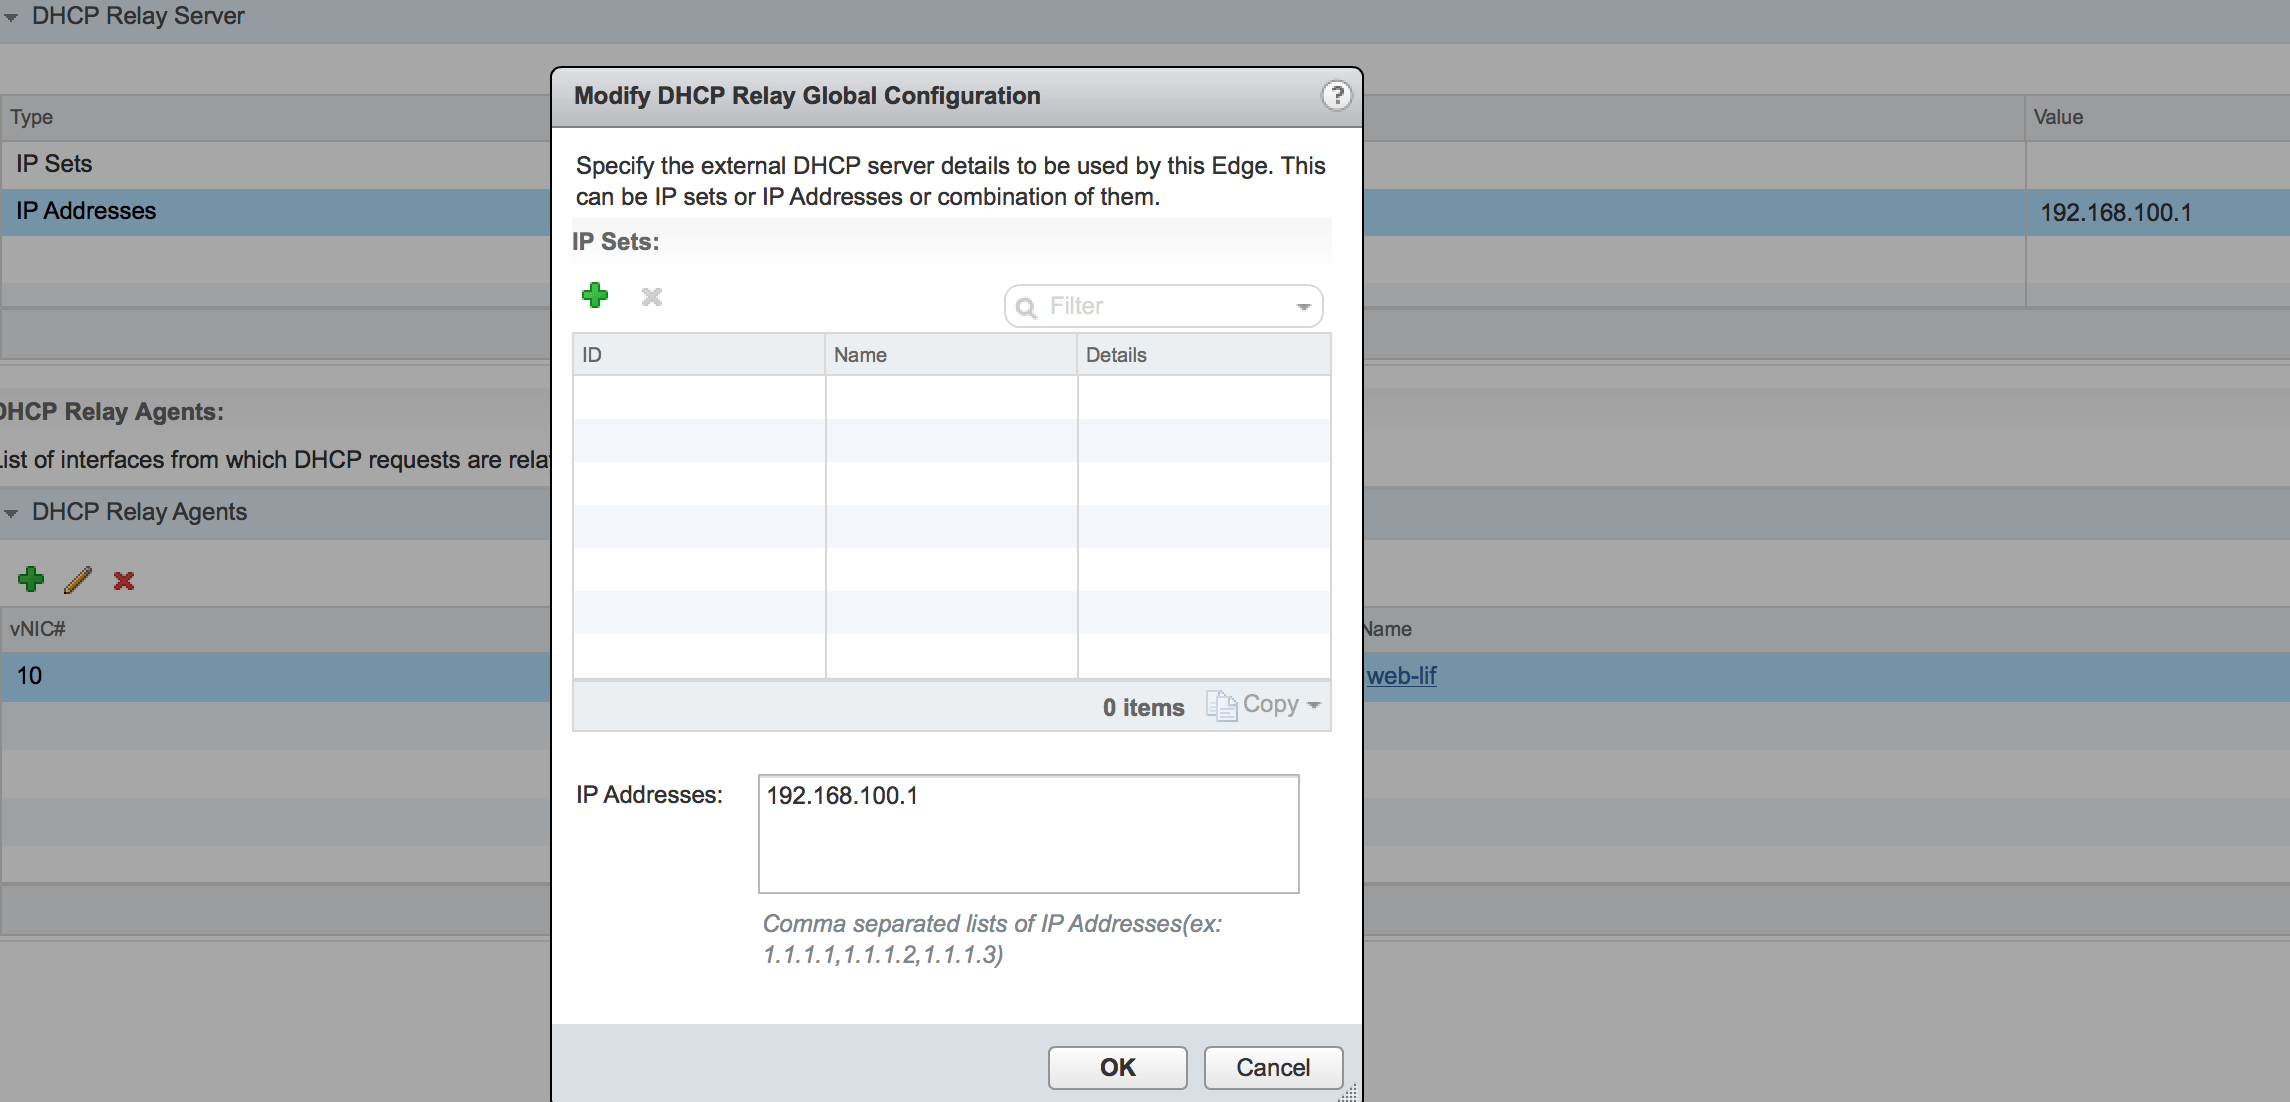 DHCP Relay Server
Modify DHCP Relay Global Configuration
?
Type
Value
IP Sets
IP Addresses
192.168.100.1
Specify the external DHCP server details to be used by this Edge. This
can be IP sets or IP Addresses or combination of them.
IP Sets:
Filter
ID
Name
Details
DHCP Relay Agents:
List of interfaces from which DHCP requests are rela
DHCP Relay Agents
vNIC#
Name
10
web-lif
0 items
Copy
IP Addresses:
192.168.100.1
Comma separated lists of IP Addresses(ex:
1.1.1.1,1.1.1.2,1.1.1.3)
OK
Cancel